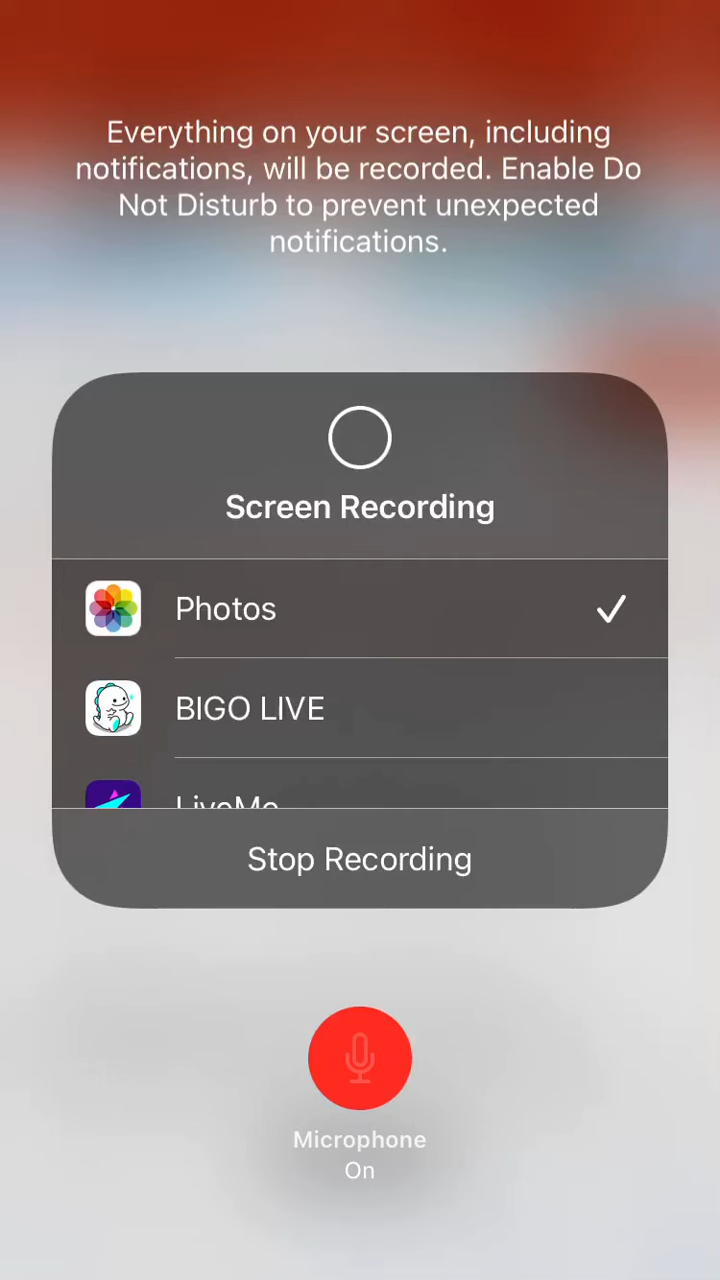 Everything on your screen, including
notifications, will be recorded. Enable Do
Not Disturb to prevent unexpected
notifications.
Screen Recording
Photos
BIGO LIVE
LiveMe
Stop Recording
Microphone
On